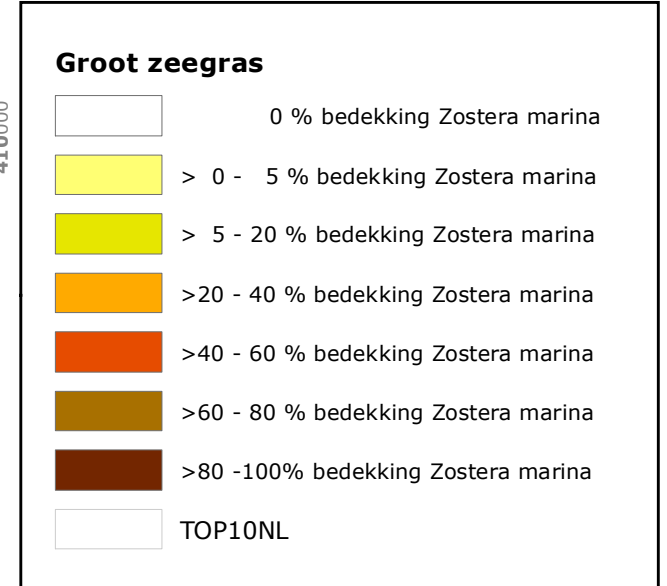 Groot zeegras
0 % bedekking Zostera marina
> 0 - 5 % bedekking Zostera marina
> 5 - 20 % bedekking Zostera marina
>20 - 40 % bedekking Zostera marina
>40 - 60 % bedekking Zostera marina
>60 - 80 % bedekking Zostera marina
>80 -100% bedekking Zostera marina
TOP10NL
410000